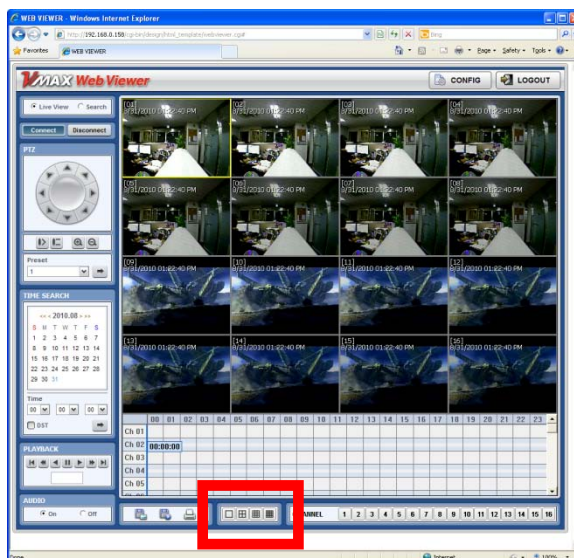 WEB VIEWER - Windows Internet Explorer
http://192.168.0.158/cgi-bin/design/html_template/webviewer.cgi#
Bing
Favorites WEB VIEWER Page Safety Tools
VMAX Web Viewer CONFIG LOGOUT
Live View Search
Connect Disconnect
PTZ
Preset
1
TIME SEARCH
<< < 2010.08 > >>
S M T W T F S
1 2 3 4 5 6 7
8 9 10 11 12 13 14
15 16 17 18 19 20 21
22 23 24 25 26 27 28
29 30 31
Time
00 00 00
DST
PLAYBACK
AUDIO
On Off
[01] [02] [03] [04]
8/31/2010 01:22:40 PM 8/31/2010 01:22:40 PM 8/31/2010 01:22:40 PM 8/31/2010 01:22:40 PM
[05] [06] [07] [08]
8/31/2010 01:22:40 PM 8/31/2010 01:22:40 PM 8/31/2010 01:22:40 PM 8/31/2010 01:22:40 PM
[09] [10] [11] [12]
8/31/2010 01:22:40 PM 8/31/2010 01:22:40 PM 8/31/2010 01:22:40 PM 8/31/2010 01:22:40 PM
[13] [14] [15] [16]
8/31/2010 01:22:40 PM 8/31/2010 01:22:40 PM 8/31/2010 01:22:40 PM 8/31/2010 01:22:40 PM
00 01 02 03 04 05 06 07 08 09 10 11 12 13 14 15 16 17 18 19 20 21 22 23
Ch 01
Ch 02 00:00:00
Ch 03
Ch 04
Ch 05
CHANNEL 1 2 3 4 5 6 7 8 9 10 11 12 13 14 15 16
Done Internet 100%